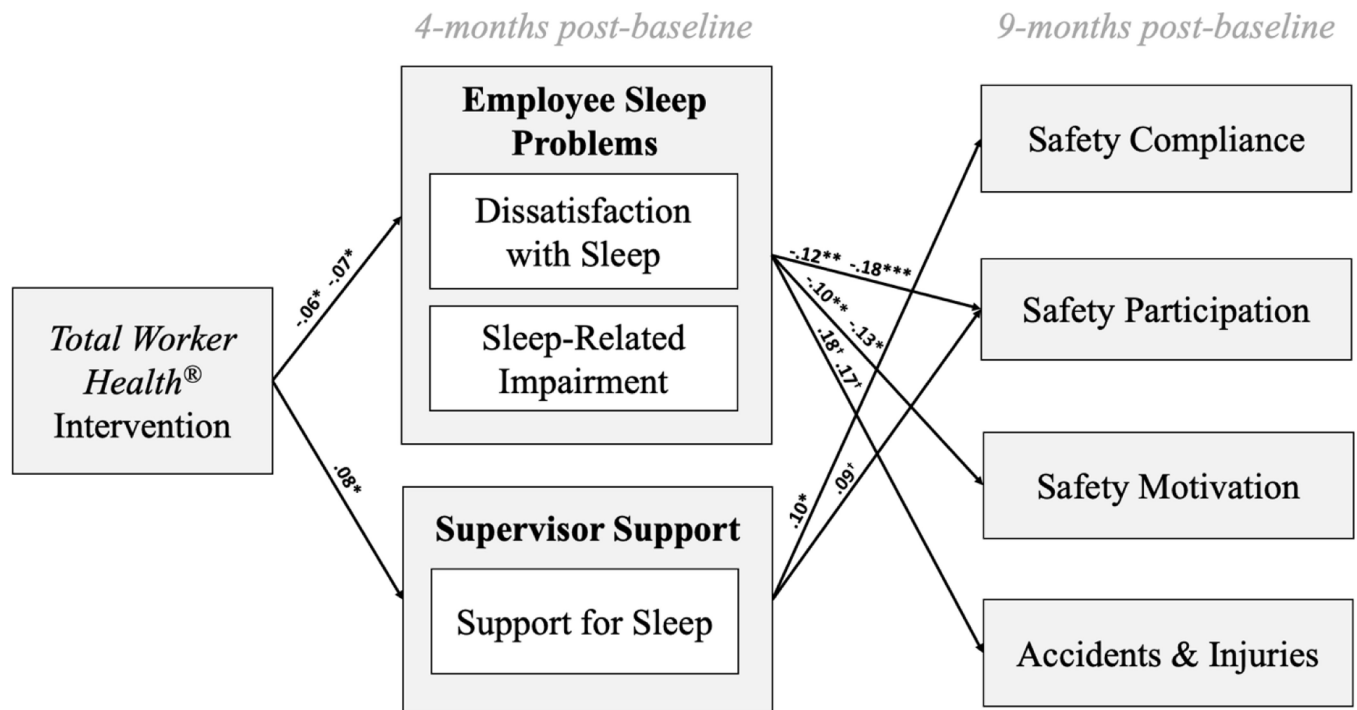 4-months post-baseline
9-months post-baseline
Employee Sleep
Problems
Dissatisfaction
with Sleep
Sleep-Related
Impairment
Total Worker
Health®
Intervention
Supervisor Support
Support for Sleep
Safety Compliance
Safety Participation
Safety Motivation
Accidents & Injuries
-.06* -.07*
.08*
-.12** -.18***
-.10** -.13*
.18† .17†
.10*
.09†